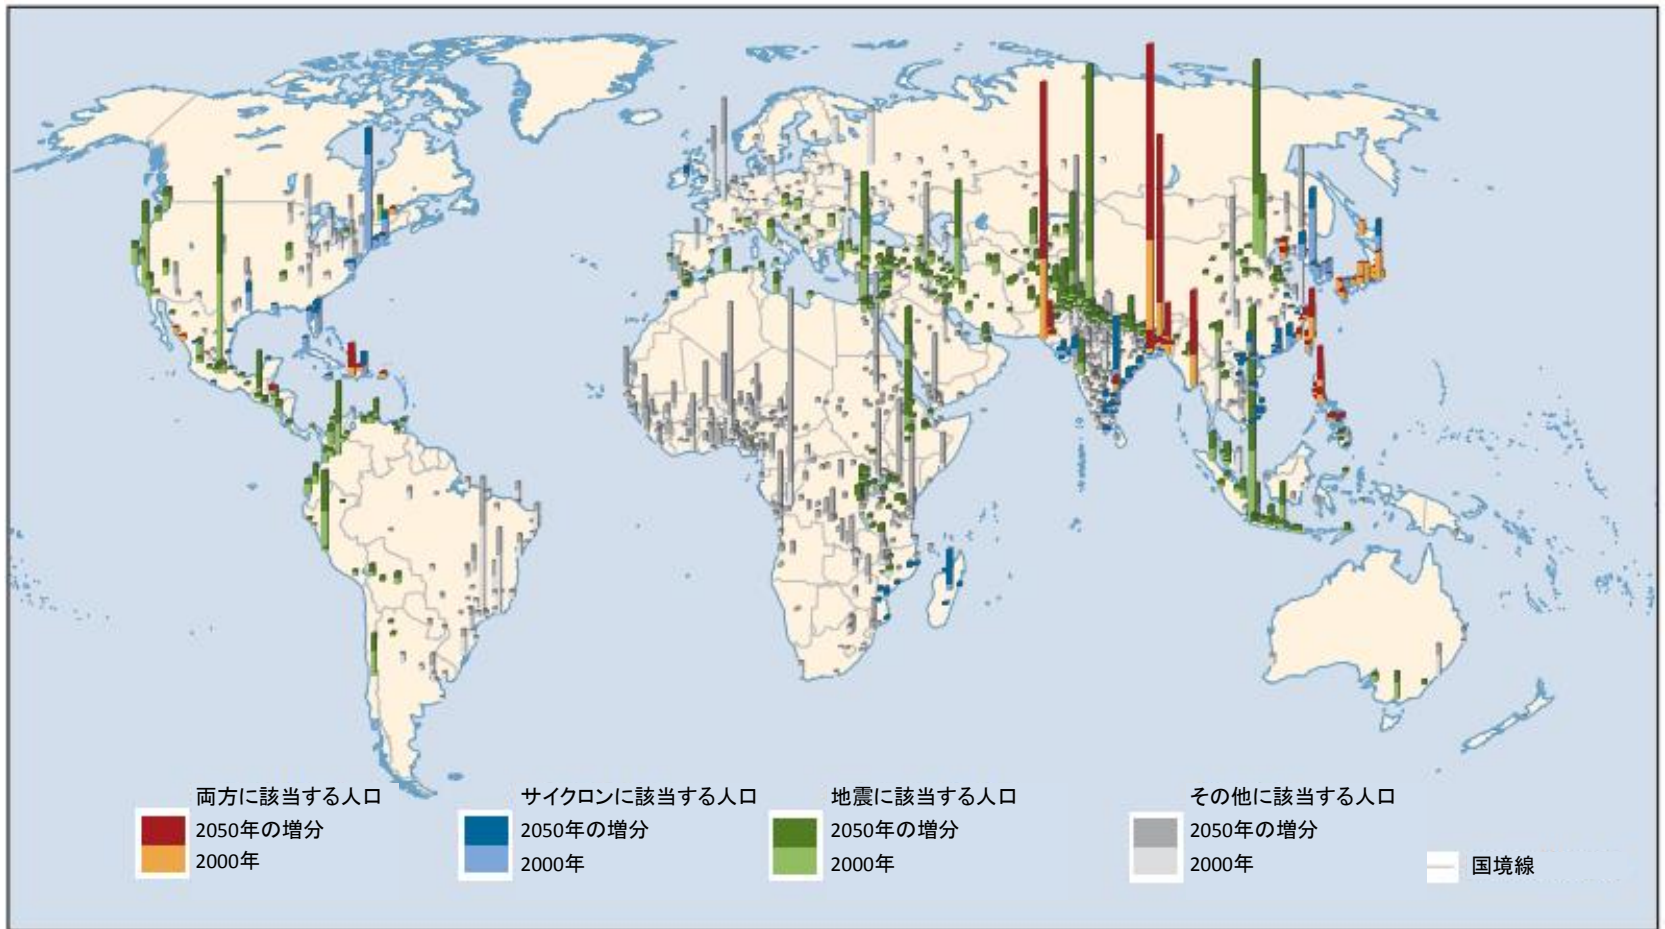 両方に該当する人口
2050年の増分
2000年
サイクロンに該当する人口
2050年の増分
2000年
地震に該当する人口
2050年の増分
2000年
その他に該当する人口
2050年の増分
2000年
国境線